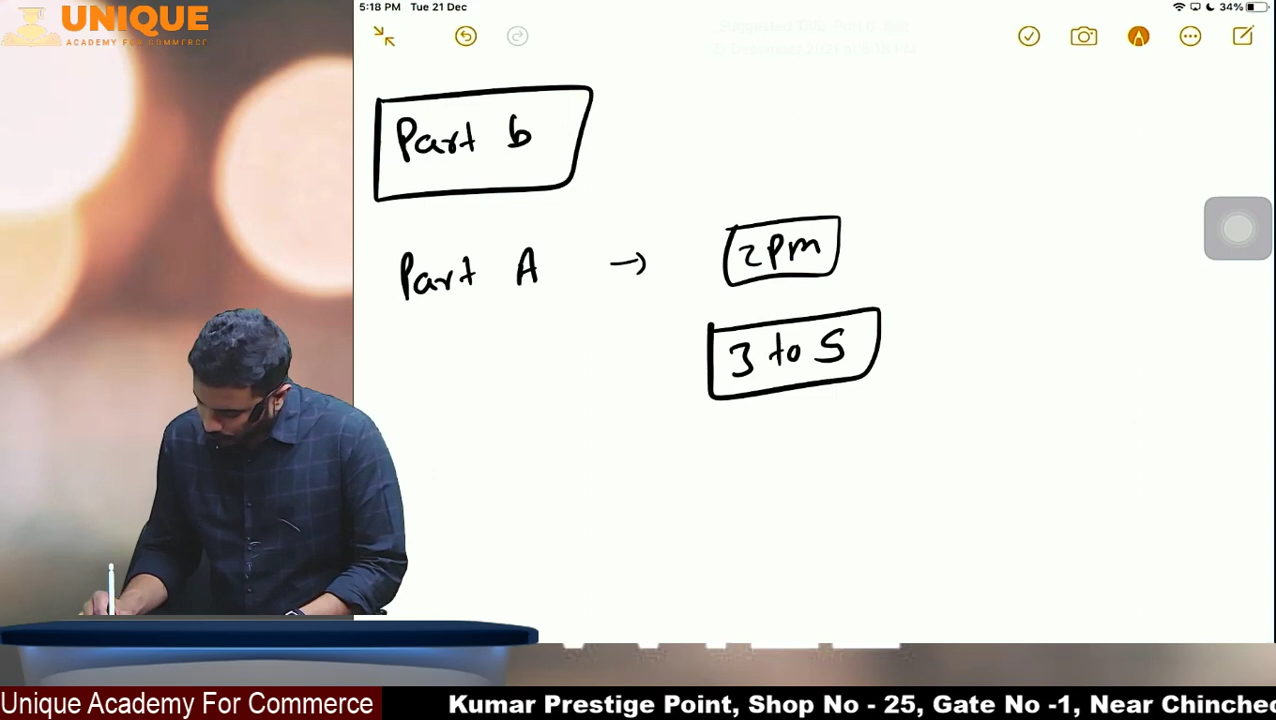 UNIQUE
ACADEMY FOR COMMERCE
5:18 PM Tue 21 Dec
34%
Part b
Part A → 2pm
3 to 5
Unique Academy For Commerce
Kumar Prestige Point, Shop No - 25, Gate No -1, Near Chinchec